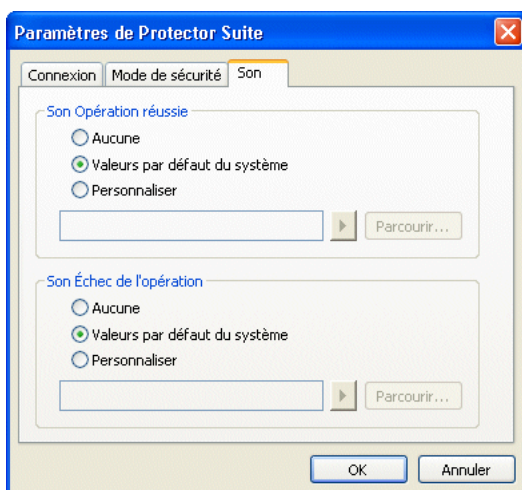 Paramètres de Protector Suite
Connexion Mode de sécurité Son
Son Opération réussie
Aucune
Valeurs par défaut du système
Personnaliser
Parcourir...
Son Échec de l'opération
Aucune
Valeurs par défaut du système
Personnaliser
Parcourir...
OK Annuler